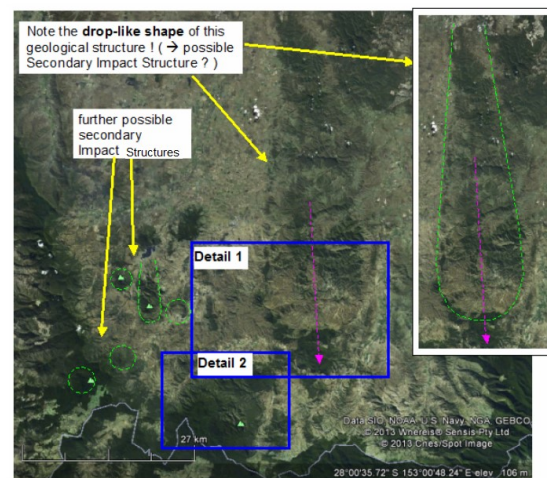 Note the drop-like shape of this
geological structure ! ( → possible
Secondary Impact Structure ? )
further possible
secondary
Impact Structures
Detail 1
Detail 2
27 km
Data SIO, NOAA, U.S. Navy, NGA, GEBCO
© 2013 Whereis® Sensis Pty Ltd
© 2013 Cnes/Spot Image
28°00'35.72" S 153°00'48.24" E elev 106 m